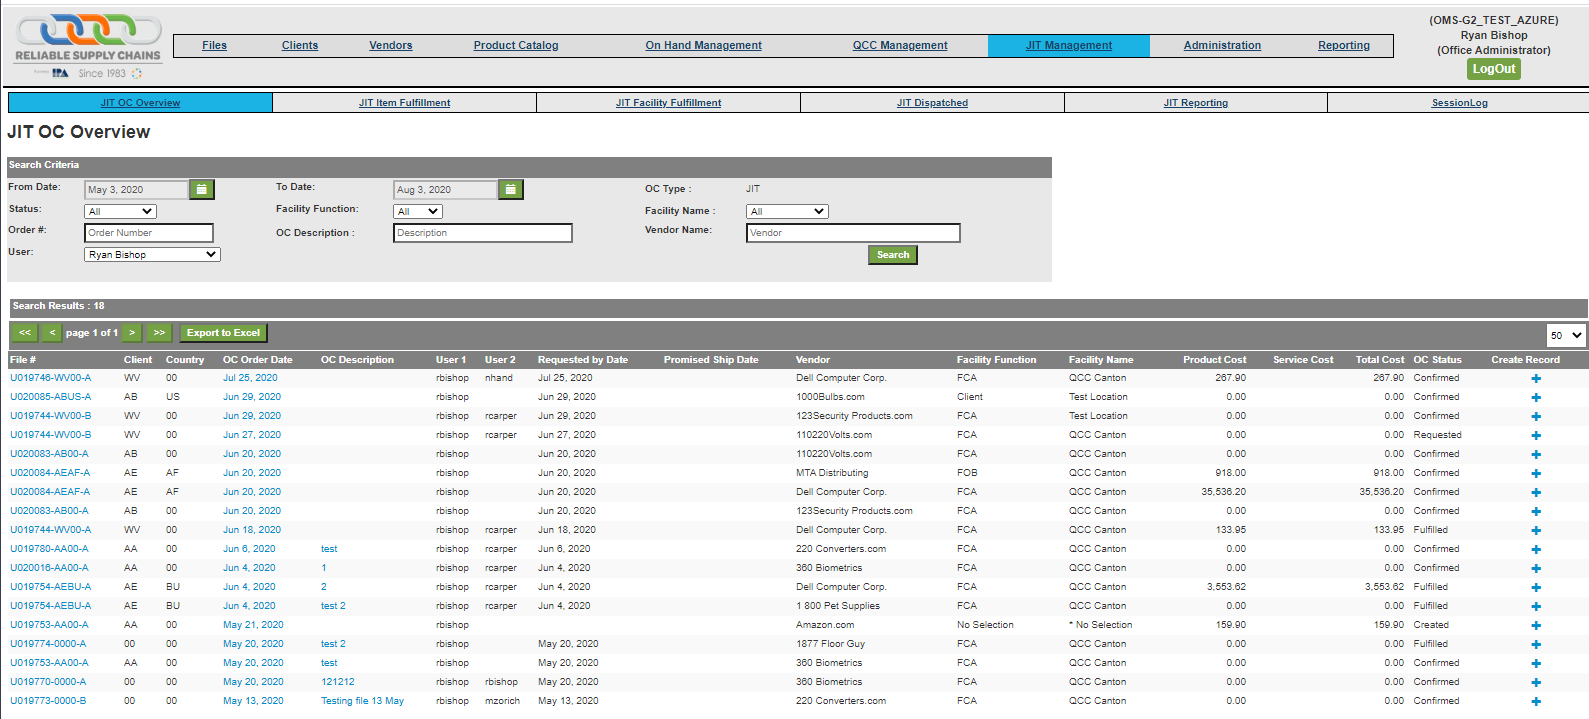 (OMS-G2_TEST_AZURE)
Ryan Bishop
(Office Administrator)
LogOut
RELIABLE SUPPLY CHAINS
IPA Since 1983
Files Clients Vendors Product Catalog On Hand Management QCC Management JIT Management Administration Reporting
JIT OC Overview JIT Item Fulfillment JIT Facility Fulfillment JIT Dispatched JIT Reporting SessionLog
JIT OC Overview
Search Criteria
From Date: May 3, 2020 To Date: Aug 3, 2020 OC Type : JIT
Status: All Facility Function: All Facility Name : All
Order #: Order Number OC Description : Description Vendor Name: Vendor
User: Ryan Bishop Search
Search Results : 18
<< < page 1 of 1 > >> Export to Excel 50
File # Client Country OC Order Date OC Description User 1 User 2 Requested by Date Promised Ship Date Vendor Facility Function Facility Name Product Cost Service Cost Total Cost OC Status Create Record
U019746-WV00-A WV 00 Jul 25, 2020 rbishop nhand Jul 25, 2020 Dell Computer Corp. FCA QCC Canton 267.90 267.90 Confirmed
U020085-ABUS-A AB US Jun 29, 2020 rbishop Jun 29, 2020 1000Bulbs.com Client Test Location 0.00 0.00 Confirmed
U019744-WV00-B WV 00 Jun 29, 2020 rbishop rcarper Jun 29, 2020 123Security Products.com FCA Test Location 0.00 0.00 Confirmed
U019744-WV00-B WV 00 Jun 27, 2020 rbishop rcarper Jun 27, 2020 110220Volts.com FCA QCC Canton 0.00 0.00 Requested
U020083-AB00-A AB 00 Jun 20, 2020 rbishop Jun 20, 2020 110220Volts.com FCA QCC Canton 0.00 0.00 Confirmed
U020084-AEAF-A AE AF Jun 20, 2020 rbishop Jun 20, 2020 MTA Distributing FOB QCC Canton 918.00 918.00 Confirmed
U020084-AEAF-A AE AF Jun 20, 2020 rbishop Jun 20, 2020 Dell Computer Corp. FCA QCC Canton 35,536.20 35,536.20 Confirmed
U020083-AB00-A AB 00 Jun 20, 2020 rbishop Jun 20, 2020 123Security Products.com FCA QCC Canton 0.00 0.00 Confirmed
U019744-WV00-A WV 00 Jun 18, 2020 rbishop rcarper Jun 18, 2020 Dell Computer Corp. FCA QCC Canton 133.95 133.95 Fulfilled
U019780-AA00-A AA 00 Jun 6, 2020 test rbishop rcarper Jun 6, 2020 220 Converters.com FCA QCC Canton 0.00 0.00 Confirmed
U020016-AA00-A AA 00 Jun 4, 2020 1 rbishop rcarper Jun 4, 2020 360 Biometrics FCA QCC Canton 0.00 0.00 Confirmed
U019754-AEBU-A AE BU Jun 4, 2020 2 rbishop rcarper Jun 4, 2020 Dell Computer Corp. FCA QCC Canton 3,553.62 3,553.62 Fulfilled
U019754-AEBU-A AE BU Jun 4, 2020 test 2 rbishop rcarper Jun 4, 2020 1 800 Pet Supplies FCA QCC Canton 0.00 0.00 Fulfilled
U019753-AA00-A AA 00 May 21, 2020 rbishop Amazon.com No Selection * No Selection 159.90 159.90 Created
U019774-0000-A 00 00 May 20, 2020 test 2 rbishop May 20, 2020 1877 Floor Guy FCA QCC Canton 0.00 0.00 Fulfilled
U019753-AA00-A AA 00 May 20, 2020 test rbishop May 20, 2020 360 Biometrics FCA QCC Canton 0.00 0.00 Confirmed
U019770-0000-A 00 00 May 20, 2020 121212 rbishop rbishop May 20, 2020 360 Biometrics FCA QCC Canton 0.00 0.00 Confirmed
U019773-0000-B 00 00 May 13, 2020 Testing file 13 May rbishop mzorich May 13, 2020 220 Converters.com FCA QCC Canton 0.00 0.00 Confirmed